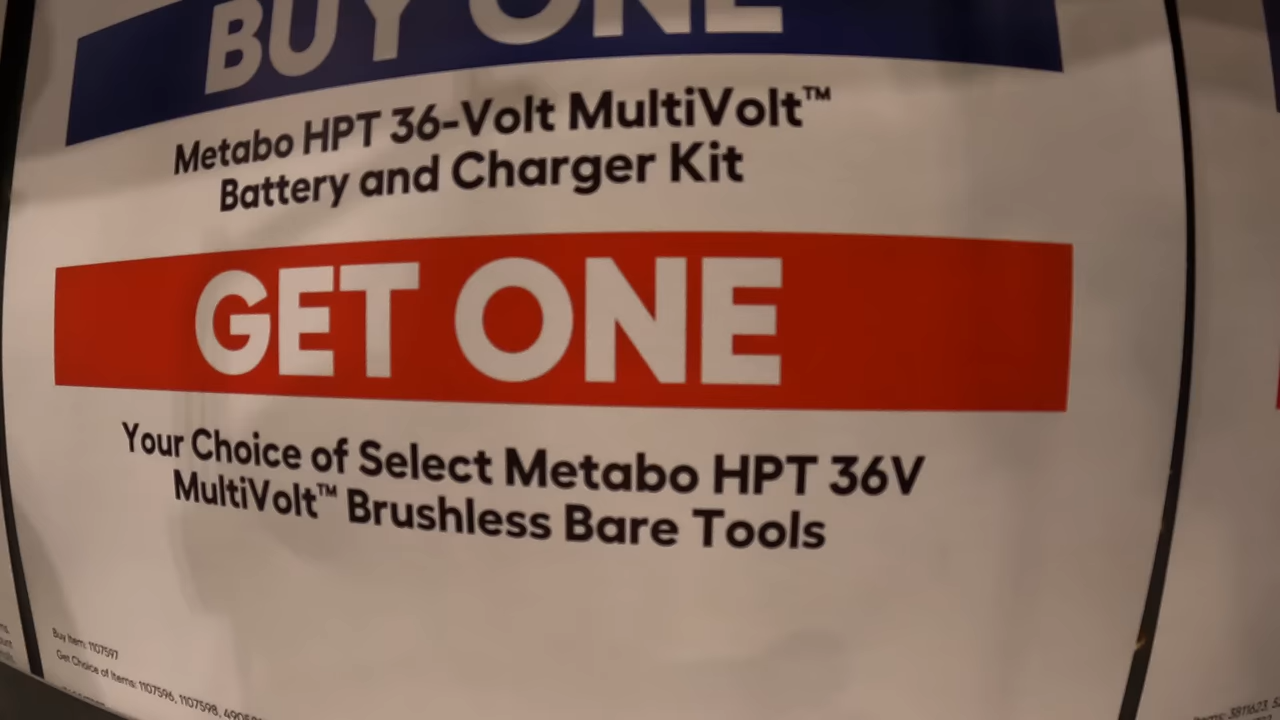 BUY ONE
Metabo HPT 36-Volt MultiVolt™
Battery and Charger Kit
GET ONE
Your Choice of Select Metabo HPT 36V
MultiVolt™ Brushless Bare Tools
Buy Item: 1107597
Get Choice of Items: 1107596, 1107598,